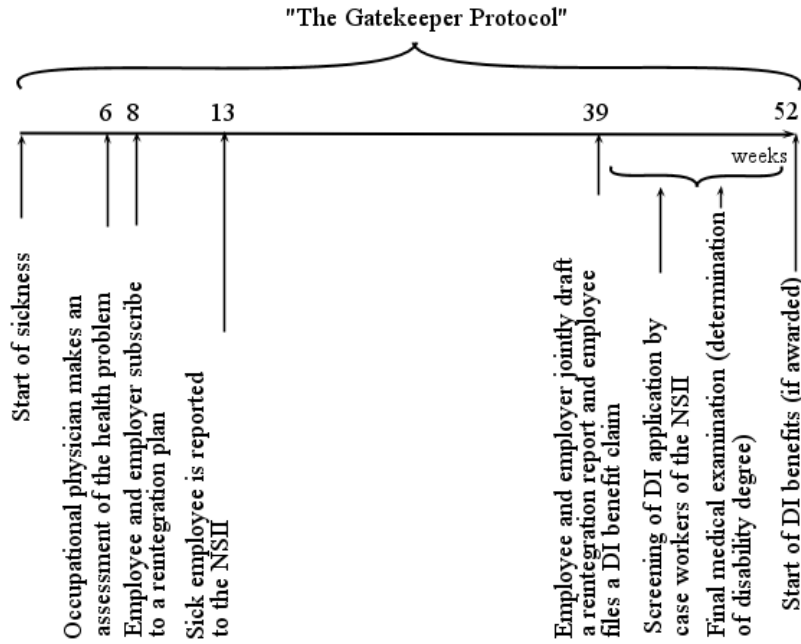 "The Gatekeeper Protocol"
6
8
13
39
52
weeks
Start of sickness
Occupational physician makes an
assessment of the health problem
Employee and employer subscribe
to a reintegration plan
Sick employee is reported
to the NSII
Employee and employer jointly draft
a reintegration report and employee
files a DI benefit claim
Screening of DI application by
case workers of the NSII
Final medical examination (determination
of disability degree)
Start of DI benefits (if awarded)